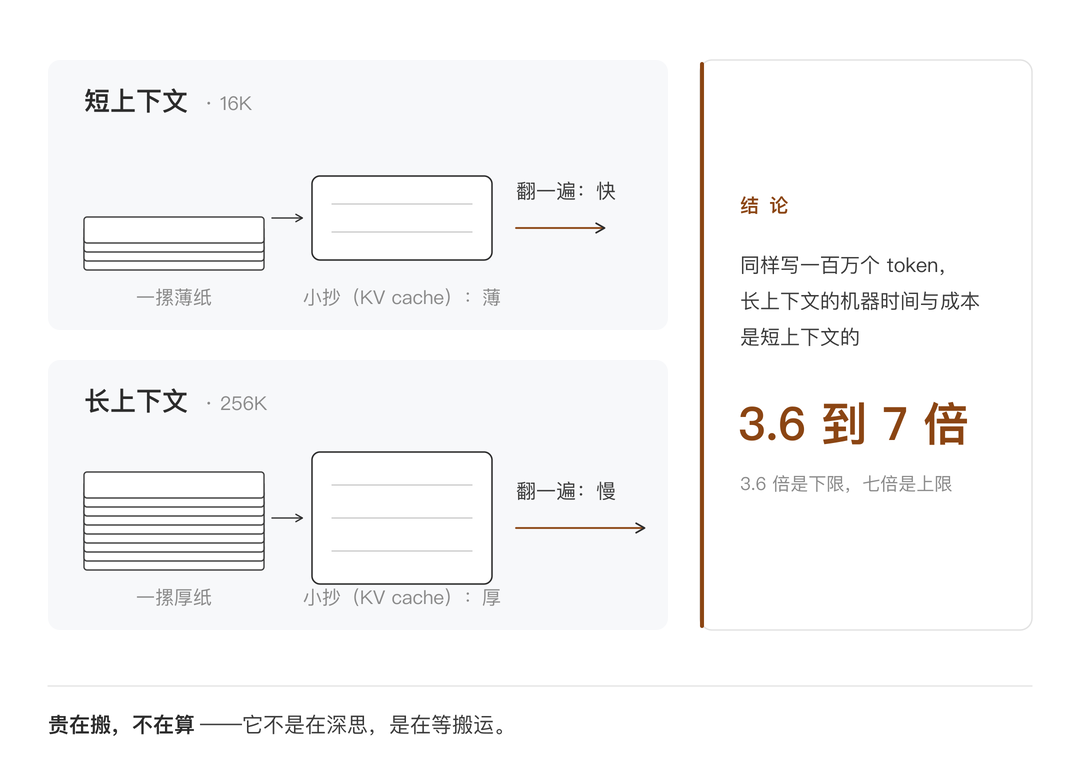 短上下文 · 16K
翻一遍：快
一摞薄纸
小抄（KV cache）：薄
长上下文 · 256K
翻一遍：慢
一摞厚纸
小抄（KV cache）：厚
结 论
同样写一百万个 token，
长上下文的机器时间与成本
是短上下文的
3.6 到 7 倍
3.6 倍是下限，七倍是上限
贵在搬，不在算 ——它不是在深思，是在等搬运。